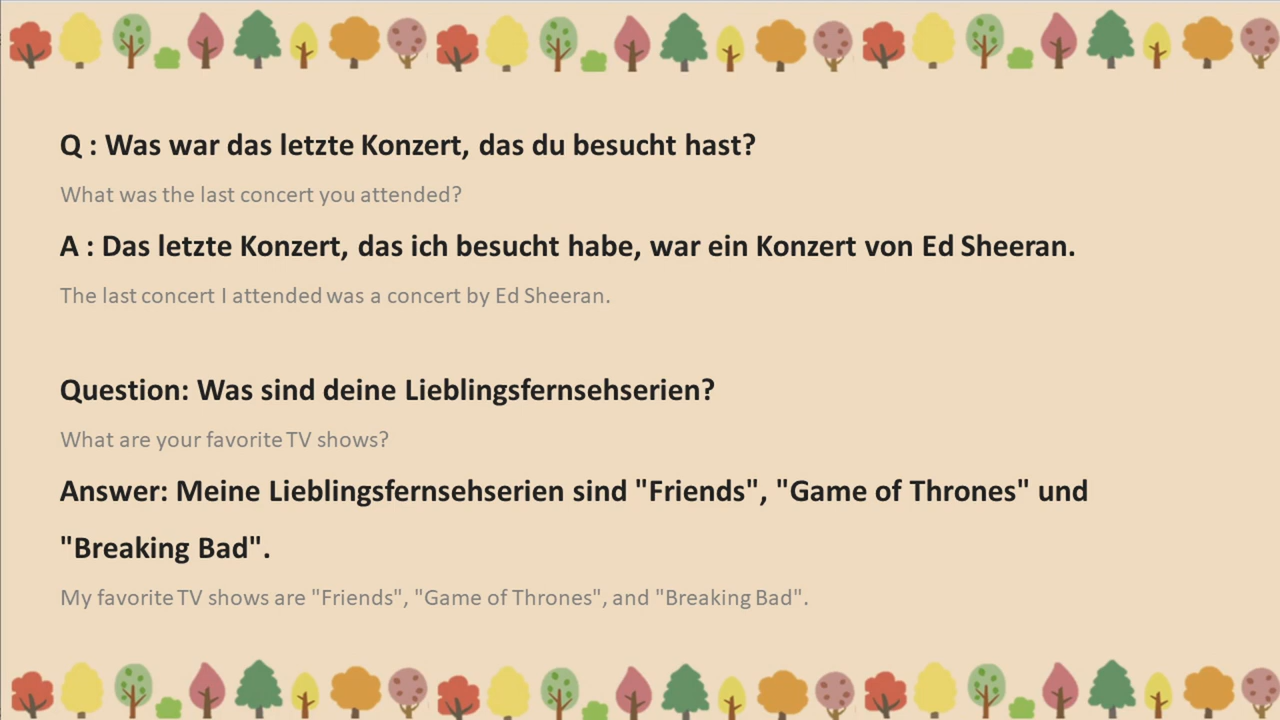 Q : Was war das letzte Konzert, das du besucht hast?
What was the last concert you attended?
A : Das letzte Konzert, das ich besucht habe, war ein Konzert von Ed Sheeran.
The last concert I attended was a concert by Ed Sheeran.
Question: Was sind deine Lieblingsfernsehserien?
What are your favorite TV shows?
Answer: Meine Lieblingsfernsehserien sind "Friends", "Game of Thrones" und
"Breaking Bad".
My favorite TV shows are "Friends", "Game of Thrones", and "Breaking Bad".